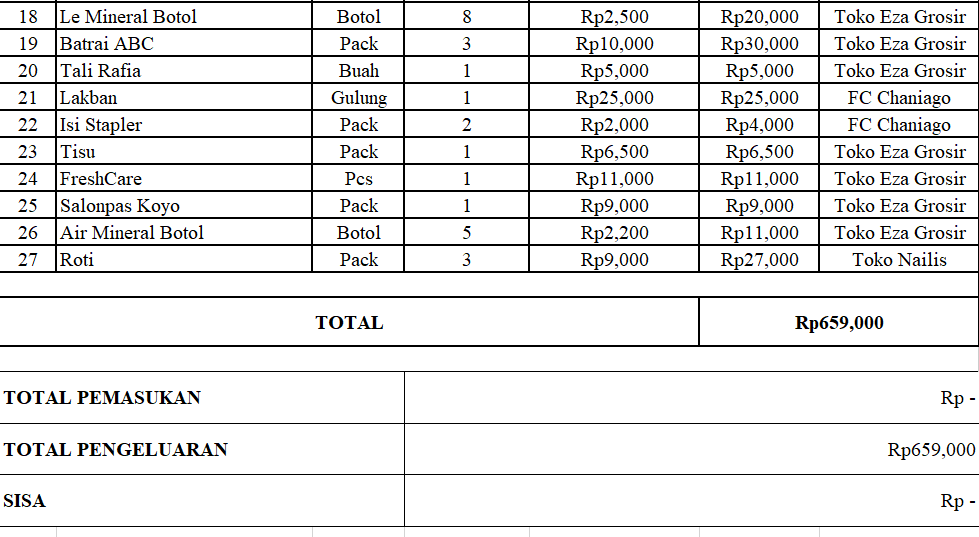 18 Le Mineral Botol Botol 8 Rp2,500 Rp20,000 Toko Eza Grosir
19 Batrai ABC Pack 3 Rp10,000 Rp30,000 Toko Eza Grosir
20 Tali Rafia Buah 1 Rp5,000 Rp5,000 Toko Eza Grosir
21 Lakban Gulung 1 Rp25,000 Rp25,000 FC Chaniago
22 Isi Stapler Pack 2 Rp2,000 Rp4,000 FC Chaniago
23 Tisu Pack 1 Rp6,500 Rp6,500 Toko Eza Grosir
24 FreshCare Pcs 1 Rp11,000 Rp11,000 Toko Eza Grosir
25 Salonpas Koyo Pack 1 Rp9,000 Rp9,000 Toko Eza Grosir
26 Air Mineral Botol Botol 5 Rp2,200 Rp11,000 Toko Eza Grosir
27 Roti Pack 3 Rp9,000 Rp27,000 Toko Nailis
TOTAL Rp659,000
TOTAL PEMASUKAN Rp -
TOTAL PENGELUARAN Rp659,000
SISA Rp -